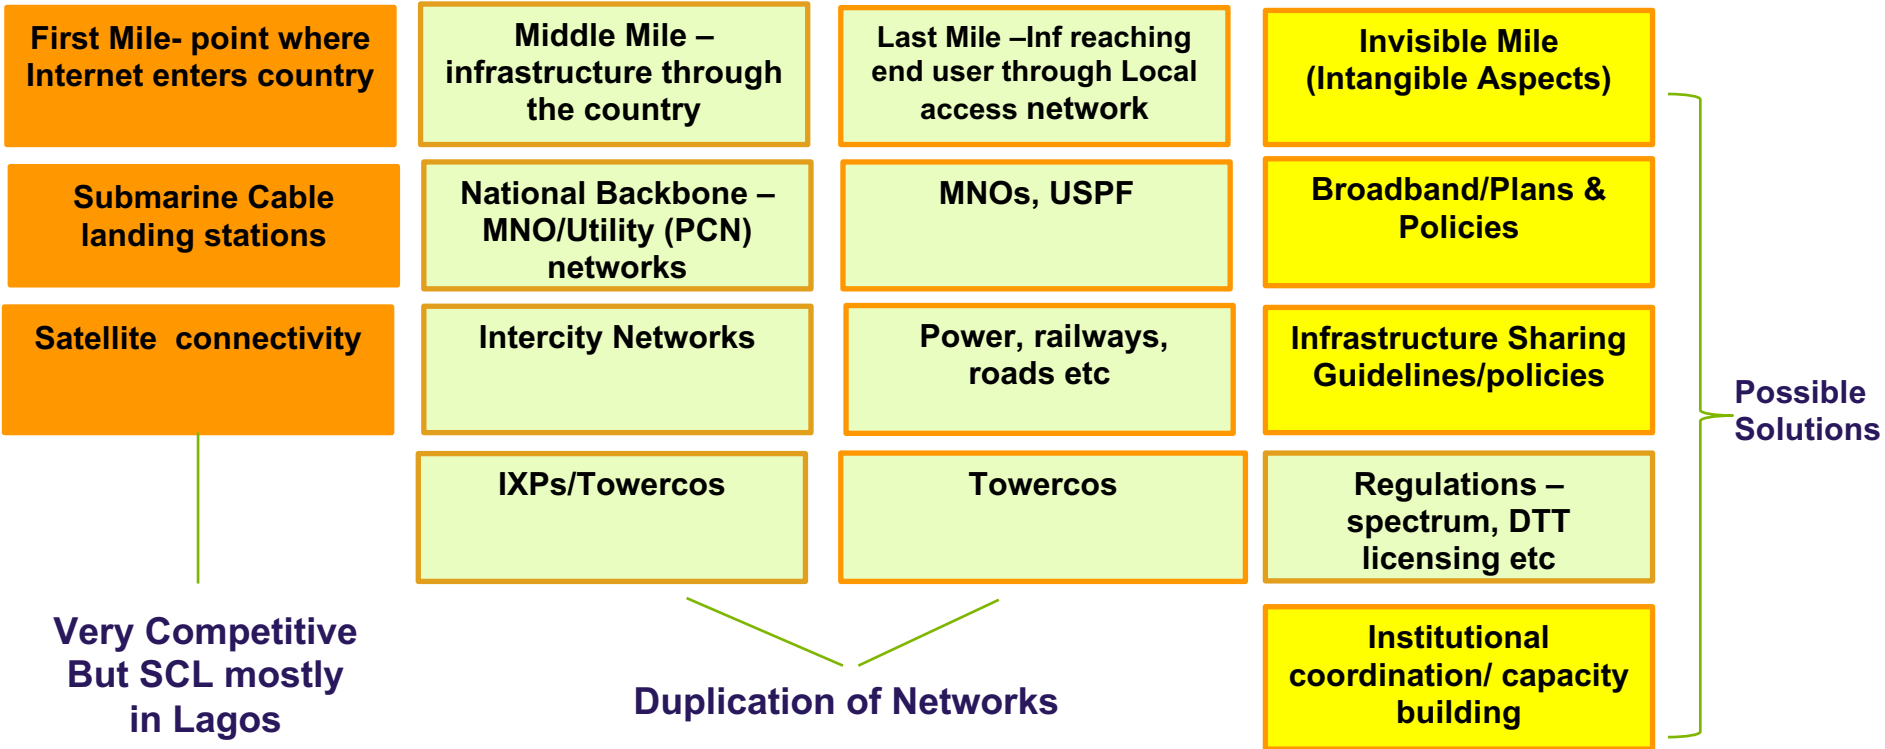 First Mile- point where
Internet enters country
Submarine Cable
landing stations
Satellite connectivity
Very Competitive
But SCL mostly
in Lagos
Middle Mile –
infrastructure through
the country
National Backbone –
MNO/Utility (PCN)
networks
Intercity Networks
IXPs/Towercos
Last Mile –Inf reaching
end user through Local
access network
MNOs, USPF
Power, railways,
roads etc
Towercos
Duplication of Networks
Invisible Mile
(Intangible Aspects)
Broadband/Plans &
Policies
Infrastructure Sharing
Guidelines/policies
Regulations –
spectrum, DTT
licensing etc
Institutional
coordination/ capacity
building
Possible
Solutions